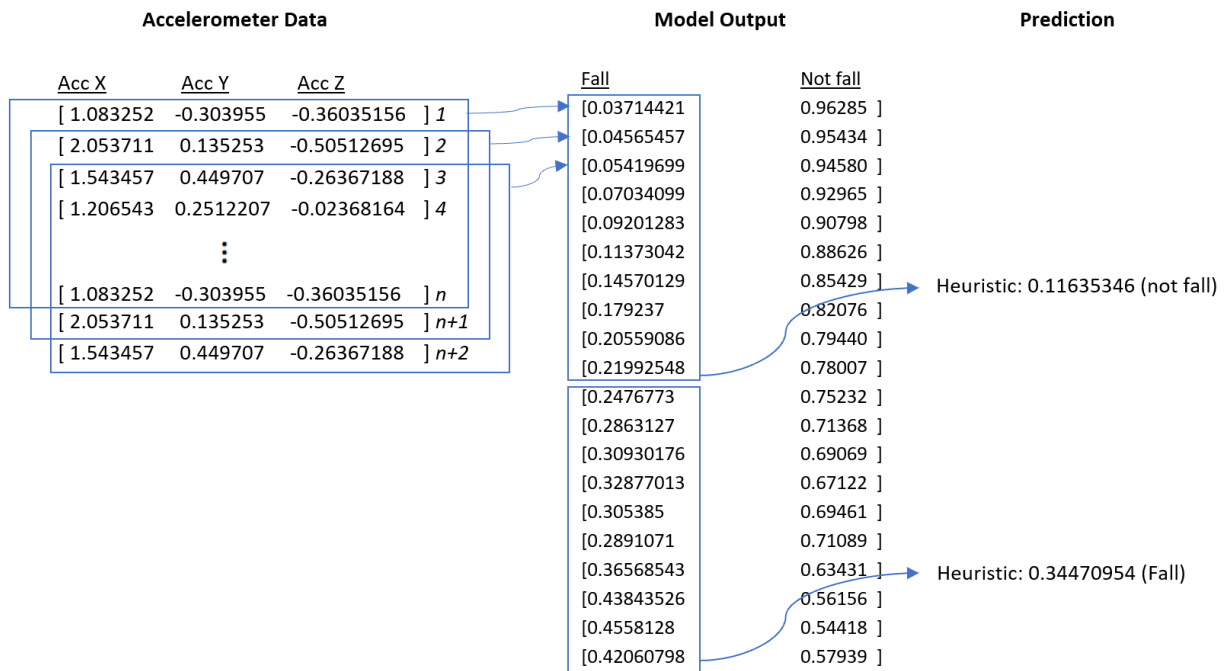 Accelerometer Data Model Output Prediction
Acc X Acc Y Acc Z
[ 1.083252 -0.303955 -0.36035156 ] 1
[ 2.053711 0.135253 -0.50512695 ] 2
[ 1.543457 0.449707 -0.26367188 ] 3
[ 1.206543 0.2512207 -0.02368164 ] 4
⋮
[ 1.083252 -0.303955 -0.36035156 ] n
[ 2.053711 0.135253 -0.50512695 ] n+1
[ 1.543457 0.449707 -0.26367188 ] n+2
Fall Not fall
[0.03714421 0.96285 ]
[0.04565457 0.95434 ]
[0.05419699 0.94580 ]
[0.07034099 0.92965 ]
[0.09201283 0.90798 ]
[0.11373042 0.88626 ]
[0.14570129 0.85429 ]
[0.179237 0.82076 ]
[0.20559086 0.79440 ]
[0.21992548 0.78007 ]
[0.2476773 0.75232 ]
[0.2863127 0.71368 ]
[0.30930176 0.69069 ]
[0.32877013 0.67122 ]
[0.305385 0.69461 ]
[0.2891071 0.71089 ]
[0.36568543 0.63431 ]
[0.43843526 0.56156 ]
[0.4558128 0.54418 ]
[0.42060798 0.57939 ]
Heuristic: 0.11635346 (not fall)
Heuristic: 0.34470954 (Fall)